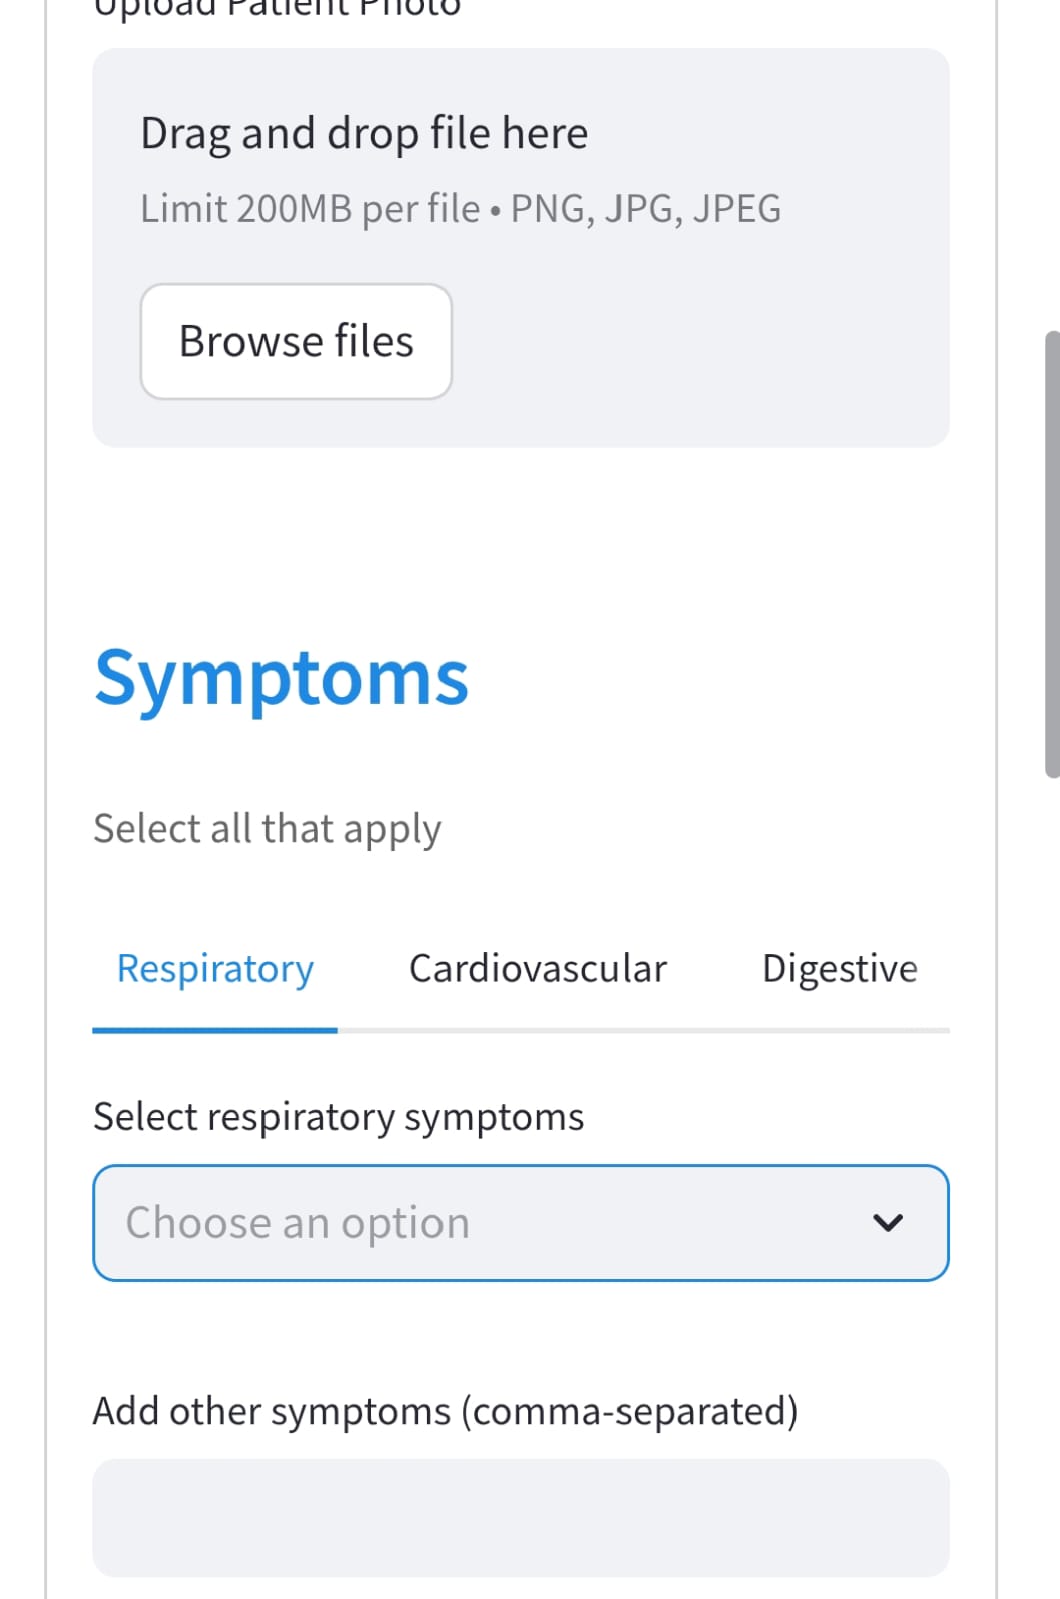 Upload Patient Photo
Drag and drop file here
Limit 200MB per file • PNG, JPG, JPEG
Browse files
Symptoms
Select all that apply
Respiratory Cardiovascular Digestive
Select respiratory symptoms
Choose an option
Add other symptoms (comma-separated)